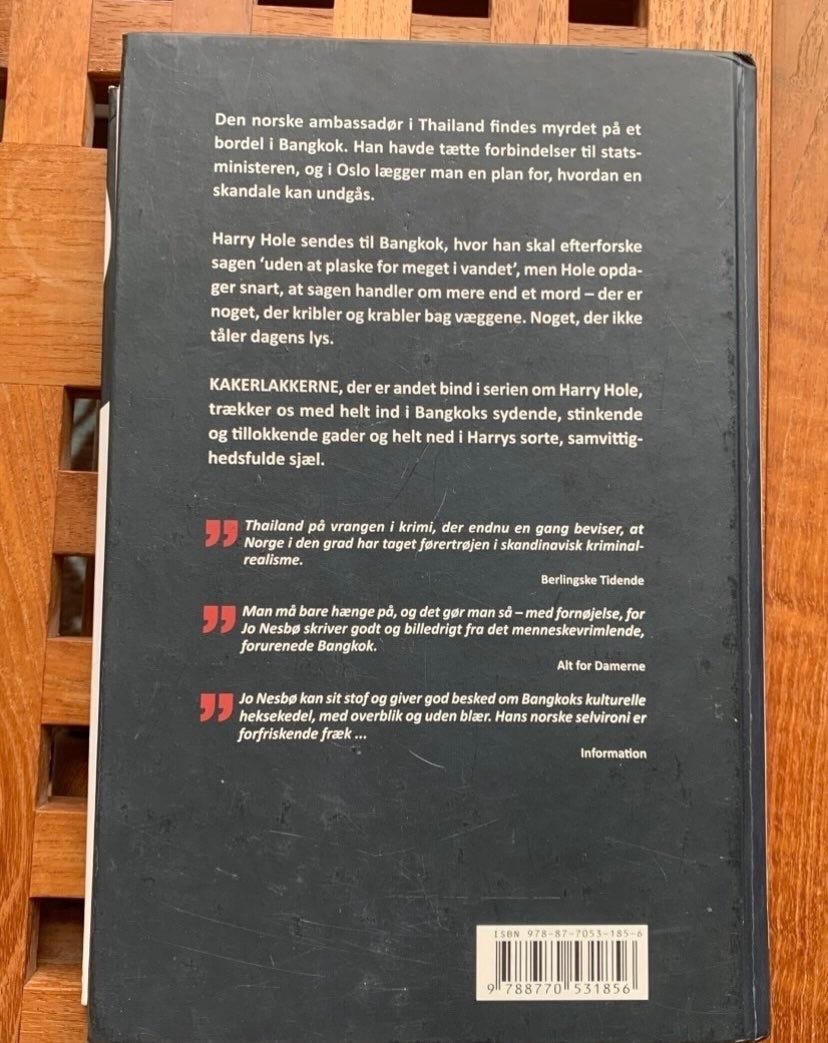 Den norske ambassadør i Thailand findes myrdet på et
bordel i Bangkok. Han havde tætte forbindelser til stats-
ministeren, og i Oslo lægger man en plan for, hvordan en
skandale kan undgås.
Harry Hole sendes til Bangkok, hvor han skal efterforske
sagen ‘uden at plaske for meget i vandet’, men Hole opda-
ger snart, at sagen handler om mere end et mord – der er
noget, der kribler og krabler bag væggene. Noget, der ikke
tåler dagens lys.
KAKERLAKKERNE, der er andet bind i serien om Harry Hole,
trækker os med helt ind i Bangkoks sydende, stinkende
og tillokkende gader og helt ned i Harrys sorte, samvittig-
hedsfulde sjæl.
” Thailand på vrangen i krimi, der endnu en gang beviser, at
Norge i den grad har taget førertrøjen i skandinavisk kriminal-
realisme.
Berlingske Tidende
” Man må bare hænge på, og det gør man så – med fornøjelse, for
Jo Nesbø skriver godt og billedrigt fra det menneskevrimlende,
forurenede Bangkok.
Alt for Damerne
” Jo Nesbø kan sit stof og giver god besked om Bangkoks kulturelle
heksekedel, med overblik og uden blær. Hans norske selvironi er
forfriskende fræk ...
Information
ISBN 978-87-7053-185-6
9 788770 531856